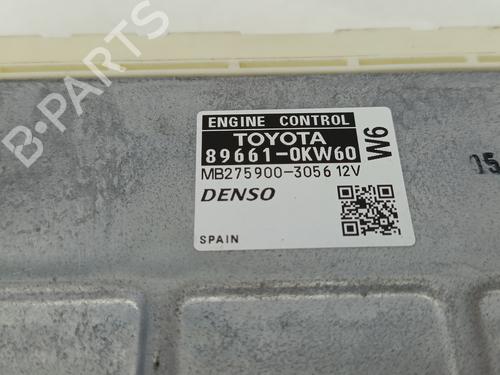 ENGINE CONTROL
TOYOTA
89661-0KW60
W6
MB275900-3056 12V
DENSO
SPAIN
B-PARTS